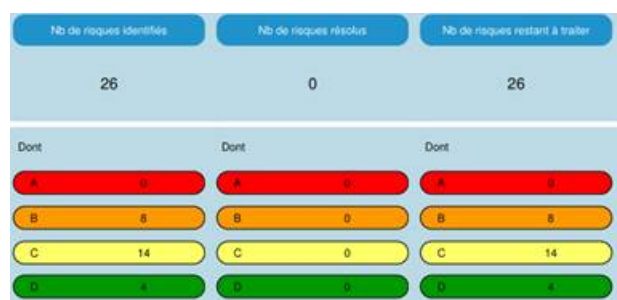 Nb de risques identifiés Nb de risques résolus Nb de risques restant à traiter
26 0 26
Dont Dont Dont
A 0 A 0 A 0
B 8 B 0 B 8
C 14 C 0 C 14
D 4 D 0 D 4